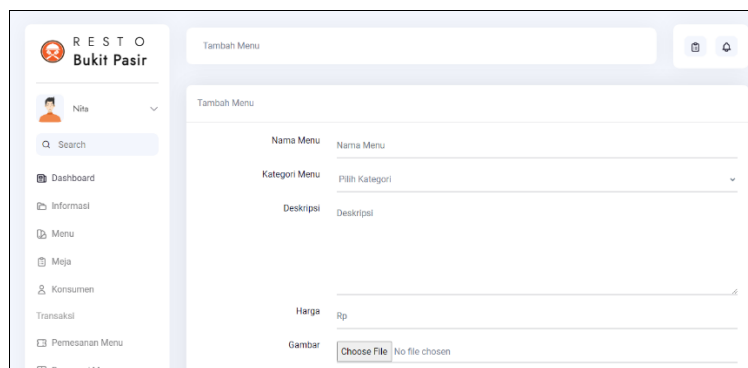 RESTO
Bukit Pasir
Nita
Search
Dashboard
Informasi
Menu
Meja
Konsumen
Transaksi
Pemesanan Menu
Tambah Menu
Tambah Menu
Nama Menu
Nama Menu
Kategori Menu
Pilih Kategori
Deskripsi
Deskripsi
Harga
Rp
Gambar
Choose File No file chosen